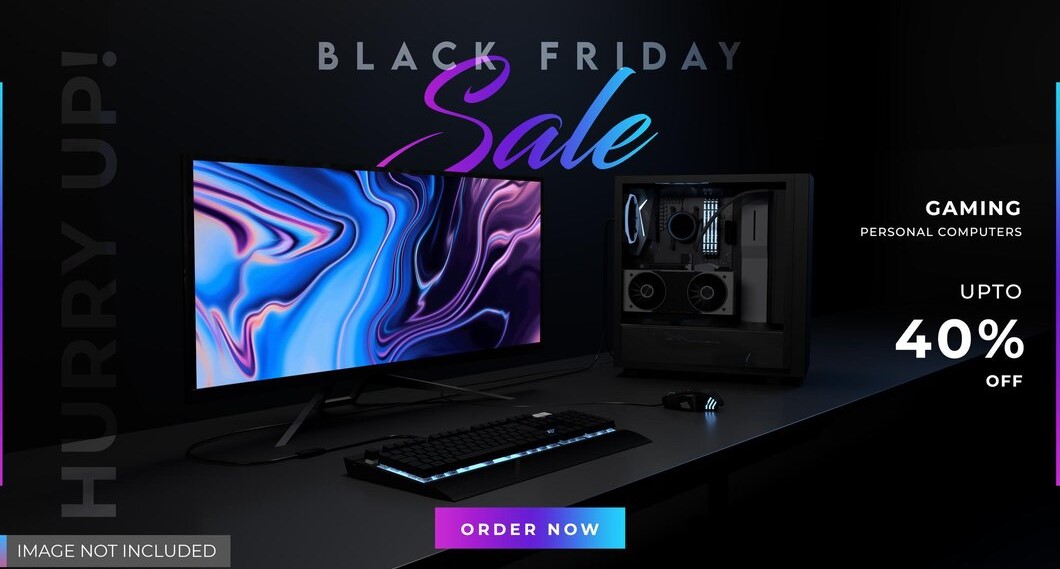 HURRY UP!
BLACK FRIDAY
Sale
GAMING
PERSONAL COMPUTERS
UPTO
40%
OFF
ORDER NOW
IMAGE NOT INCLUDED